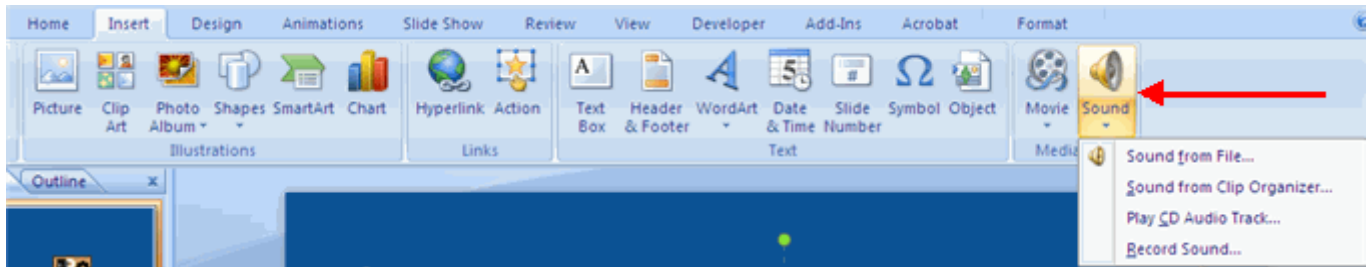 Home Insert Design Animations Slide Show Review View Developer Add-Ins Acrobat Format
Picture Clip Photo Shapes SmartArt Chart Hyperlink Action Text Header WordArt Date Slide Symbol Object Movie Sound
Art Album Box & Footer & Time Number
Illustrations Links Text Media
Outline x
Sound from File...
Sound from Clip Organizer...
Play CD Audio Track...
Record Sound...